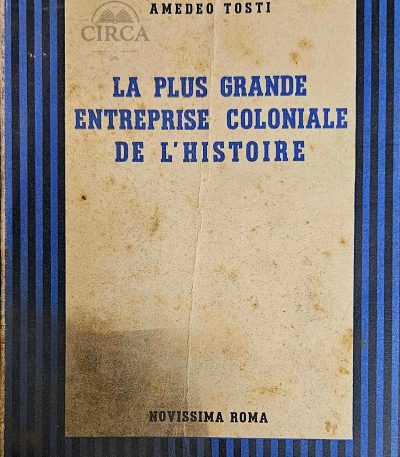 AMEDEO TOSTI
CIRCA
LA PLUS GRANDE
ENTREPRISE COLONIALE
DE L'HISTOIRE
NOVISSIMA ROMA